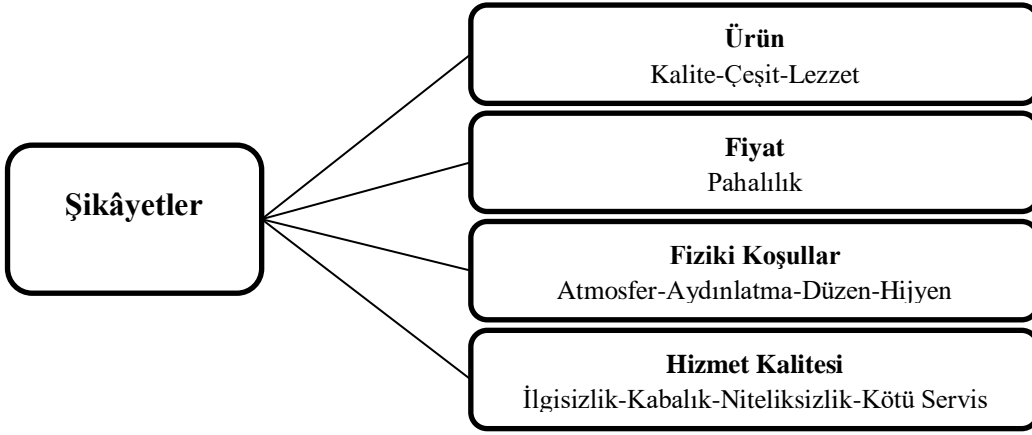 Şikâyetler
Ürün
Kalite-Çeşit-Lezzet
Fiyat
Pahalılık
Fiziki Koşullar
Atmosfer-Aydınlatma-Düzen-Hijyen
Hizmet Kalitesi
İlgisizlik-Kabalık-Niteliksizlik-Kötü Servis